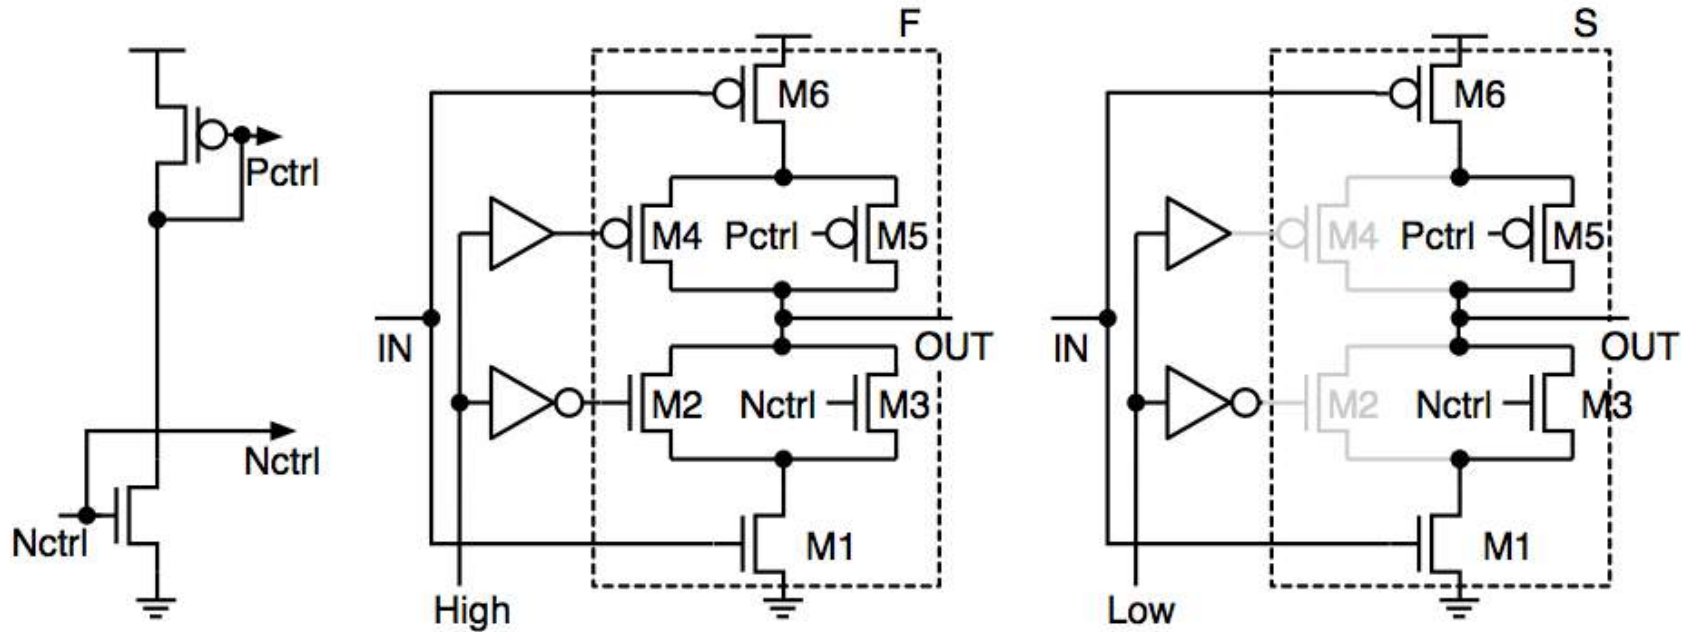 Pctrl
Nctrl
Nctrl
F
M6
M4
Pctrl
M5
IN
OUT
M2
Nctrl
M3
M1
High
S
M6
M4
Pctrl
M5
IN
OUT
M2
Nctrl
M3
M1
Low